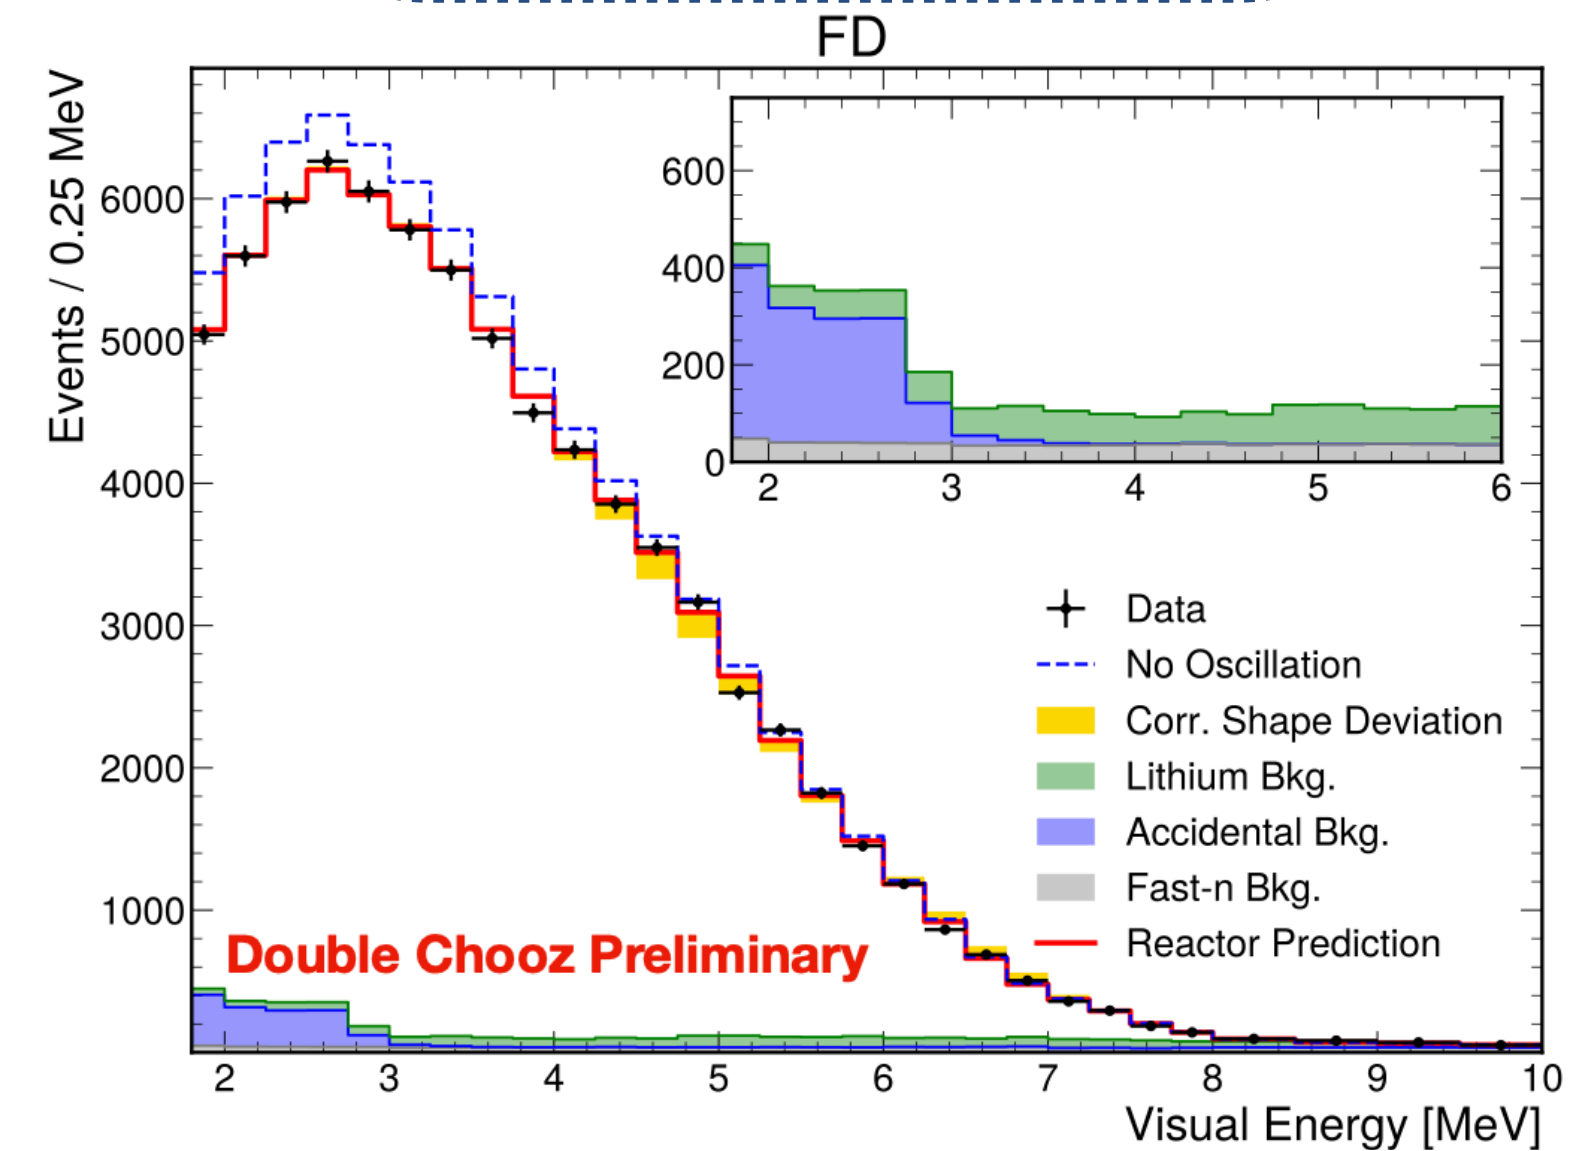 FD
Events / 0.25 MeV
6000
5000
4000
3000
2000
1000
600
400
200
0
2 3 4 5 6
Data
No Oscillation
Corr. Shape Deviation
Lithium Bkg.
Accidental Bkg.
Fast-n Bkg.
Reactor Prediction
Double Chooz Preliminary
2 3 4 5 6 7 8 9 10
Visual Energy [MeV]